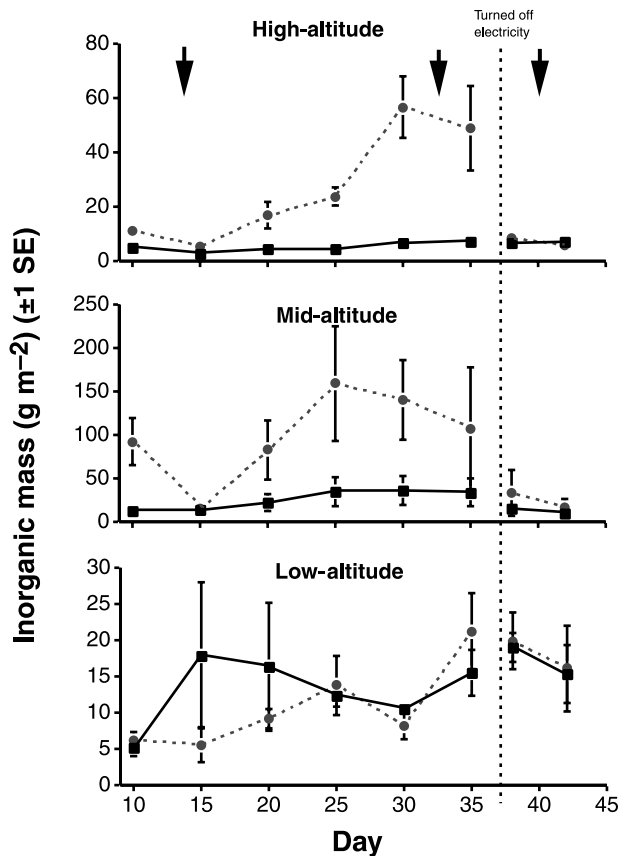 Turned off
electricity
High-altitude
80
60
40
20
0
Mid-altitude
250
200
150
100
50
0
Low-altitude
30
25
20
15
10
5
0
10 15 20 25 30 35 40 45
Day
Inorganic mass (g m−2) (±1 SE)